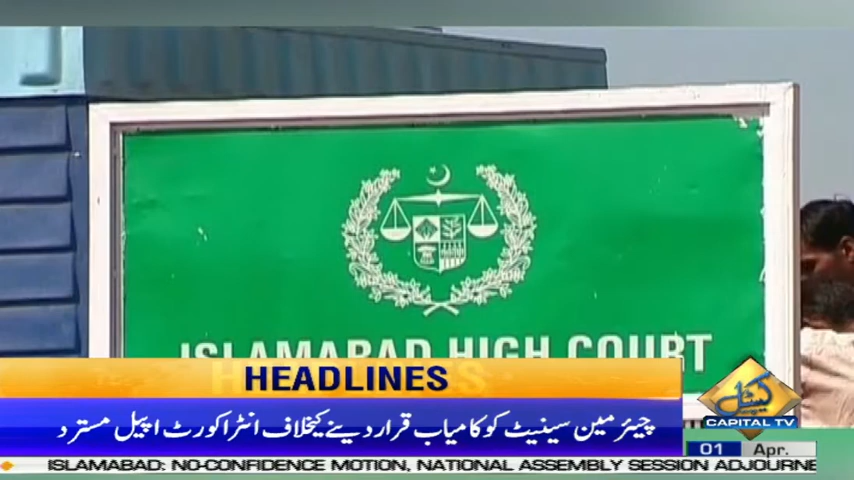 ISLAMABAD HIGH COURT
HEADLINES
چیئرمین سینیٹ کو کامیاب قرار دینے کیخلاف انٹرا کورٹ اپیل مسترد
کیپٹل
CAPITAL TV
01 Apr.
ISLAMABAD: NO-CONFIDENCE MOTION, NATIONAL ASSEMBLY SESSION ADJOURNE